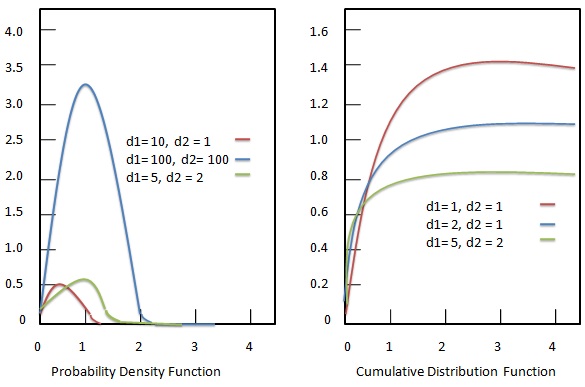 4.0
3.5
3.0
2.5
2.0
1.5
1.0
0.5
0
0 1 2 3 4
d1=10, d2 = 1
d1=100, d2= 100
d1=5, d2 = 2
Probability Density Function
1.6
1.4
1.2
1.0
0.8
0.6
0.4
0.2
0
0 1 2 3 4
d1=1, d2 = 1
d1=2, d2 = 1
d1=5, d2 = 2
Cumulative Distribution Function